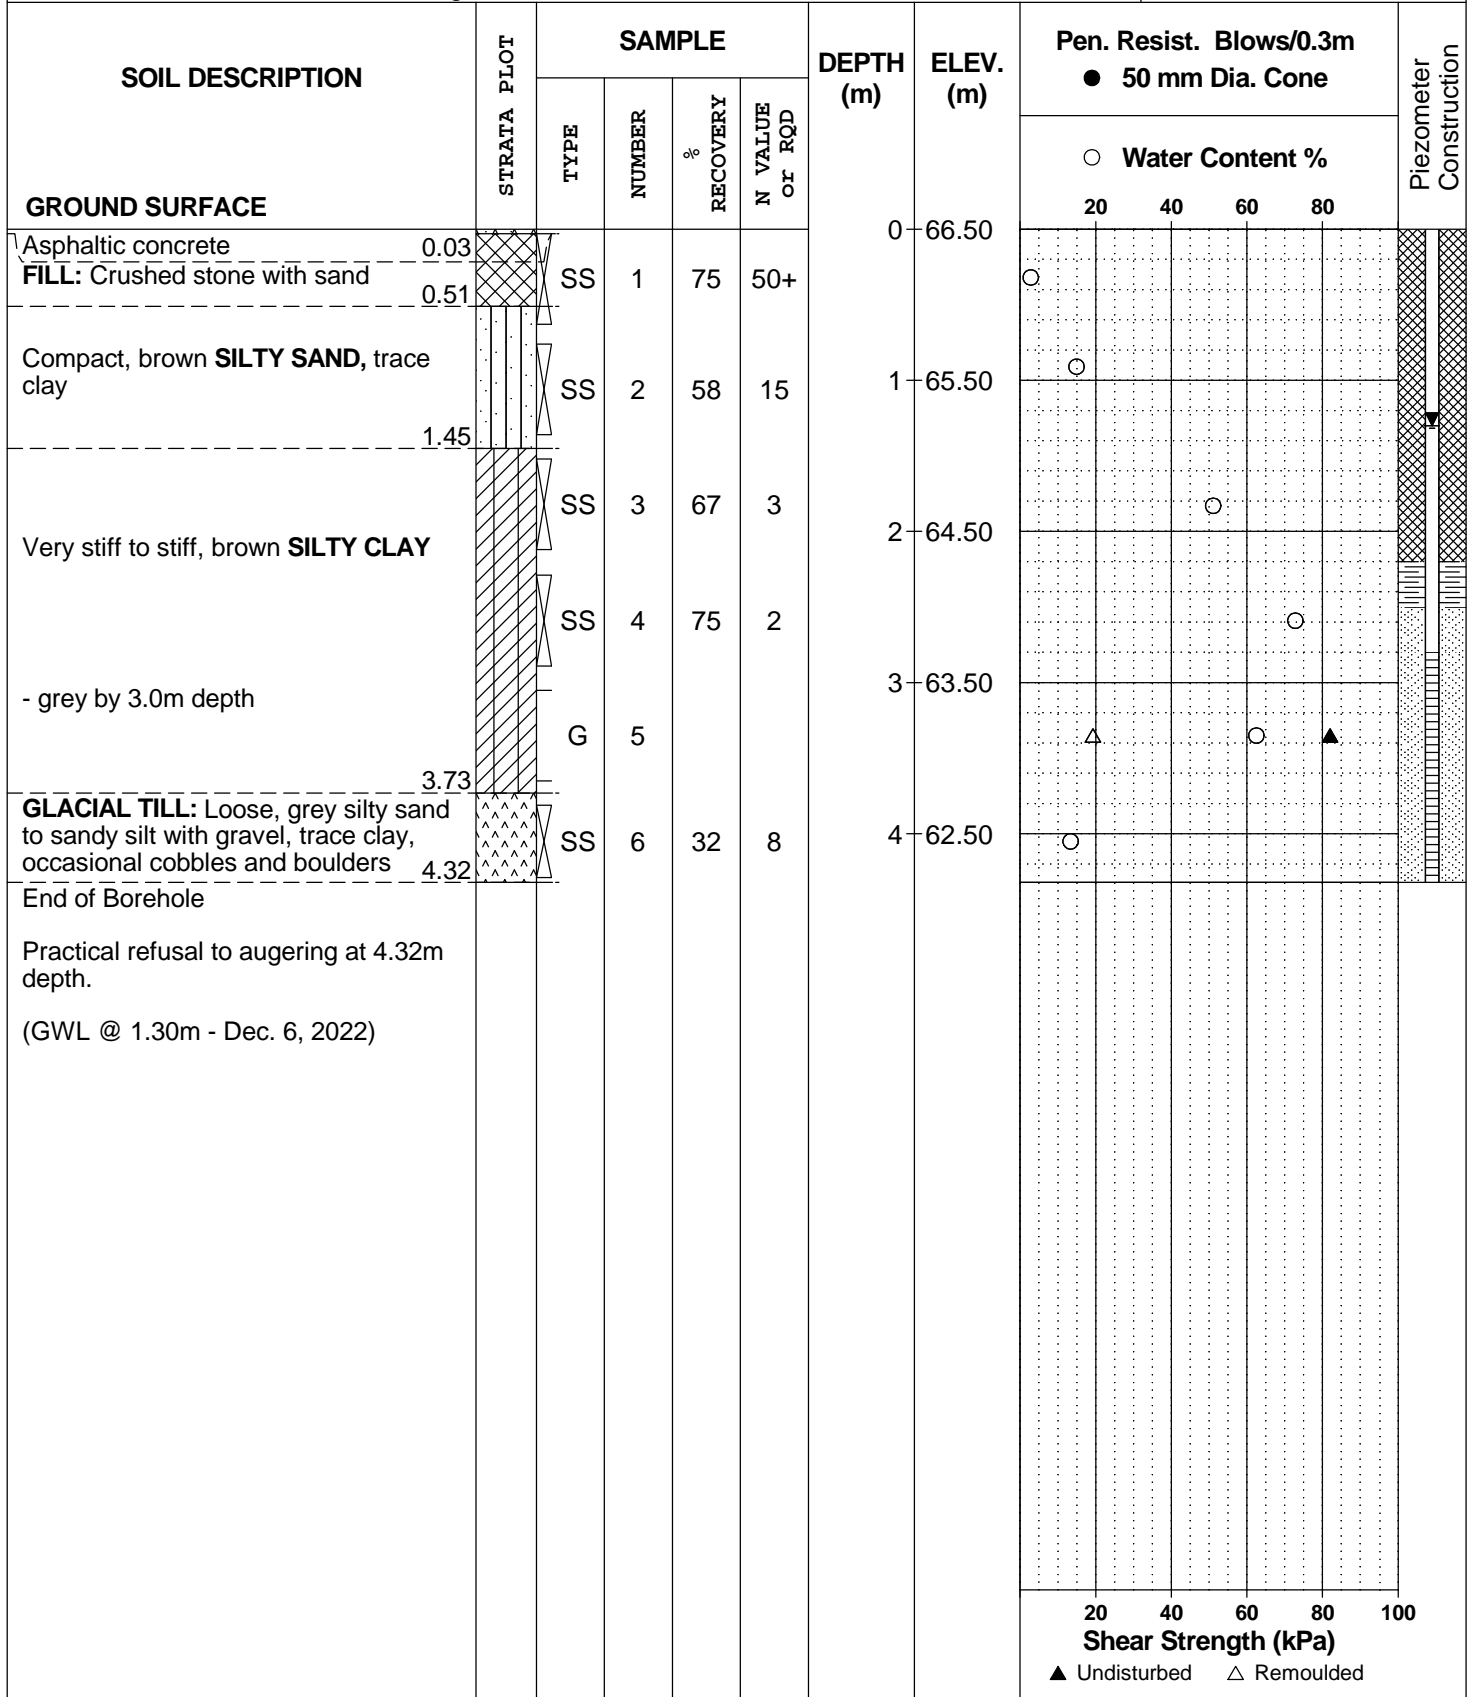 SOIL DESCRIPTION
GROUND SURFACE
STRATA PLOT
SAMPLE
TYPE
NUMBER
% RECOVERY
N VALUE or RQD
DEPTH (m)
ELEV. (m)
Pen. Resist. Blows/0.3m
● 50 mm Dia. Cone
○ Water Content %
20 40 60 80
Piezometer Construction
0 66.50
Asphaltic concrete 0.03
FILL: Crushed stone with sand
0.51
SS 1 75 50+
Compact, brown SILTY SAND, trace
clay
1.45
SS 2 58 15
1 65.50
SS 3 67 3
2 64.50
Very stiff to stiff, brown SILTY CLAY
SS 4 75 2
3 63.50
- grey by 3.0m depth
G 5
3.73
GLACIAL TILL: Loose, grey silty sand
to sandy silt with gravel, trace clay,
occasional cobbles and boulders 4.32
SS 6 32 8
4 62.50
End of Borehole
Practical refusal to augering at 4.32m
depth.
(GWL @ 1.30m - Dec. 6, 2022)
20 40 60 80 100
Shear Strength (kPa)
▲ Undisturbed △ Remoulded